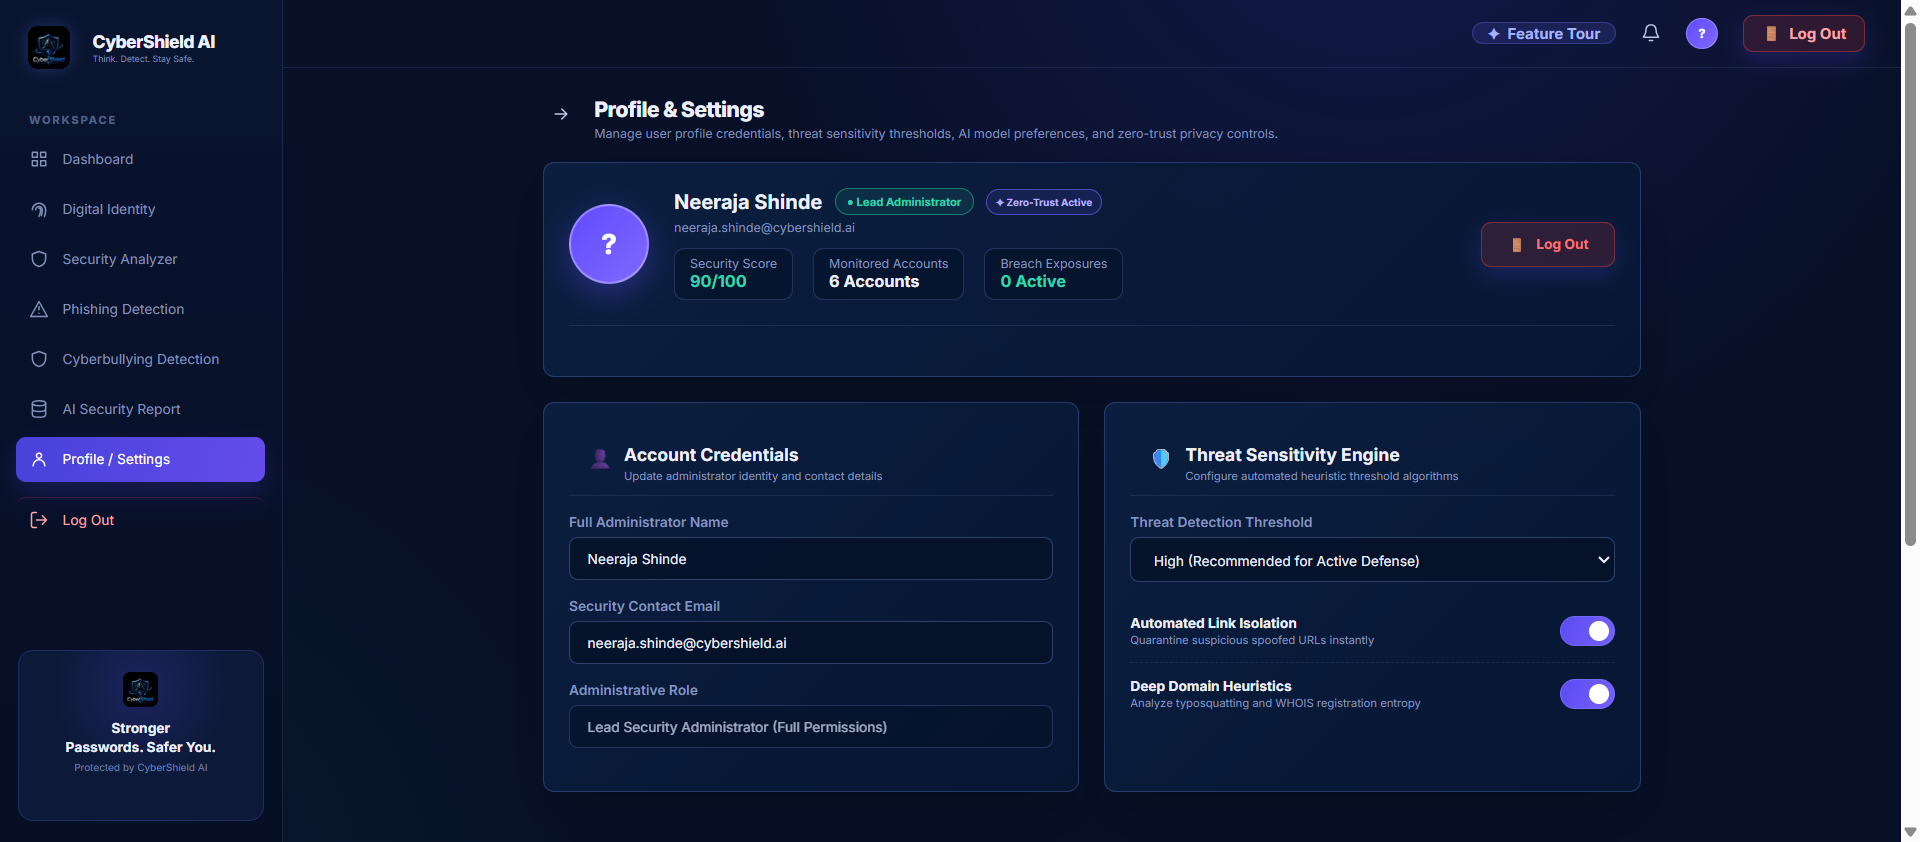 CyberShield AI
Think. Detect. Stay Safe.
WORKSPACE
Dashboard
Digital Identity
Security Analyzer
Phishing Detection
Cyberbullying Detection
AI Security Report
Profile / Settings
Log Out
Stronger
Passwords. Safer You.
Protected by CyberShield AI
✦ Feature Tour
?
Log Out
→ Profile & Settings
Manage user profile credentials, threat sensitivity thresholds, AI model preferences, and zero-trust privacy controls.
?
Neeraja Shinde
● Lead Administrator
✦ Zero-Trust Active
neeraja.shinde@cybershield.ai
Security Score
90/100
Monitored Accounts
6 Accounts
Breach Exposures
0 Active
Log Out
Account Credentials
Update administrator identity and contact details
Full Administrator Name
Neeraja Shinde
Security Contact Email
neeraja.shinde@cybershield.ai
Administrative Role
Lead Security Administrator (Full Permissions)
Threat Sensitivity Engine
Configure automated heuristic threshold algorithms
Threat Detection Threshold
High (Recommended for Active Defense)
Automated Link Isolation
Quarantine suspicious spoofed URLs instantly
Deep Domain Heuristics
Analyze typosquatting and WHOIS registration entropy